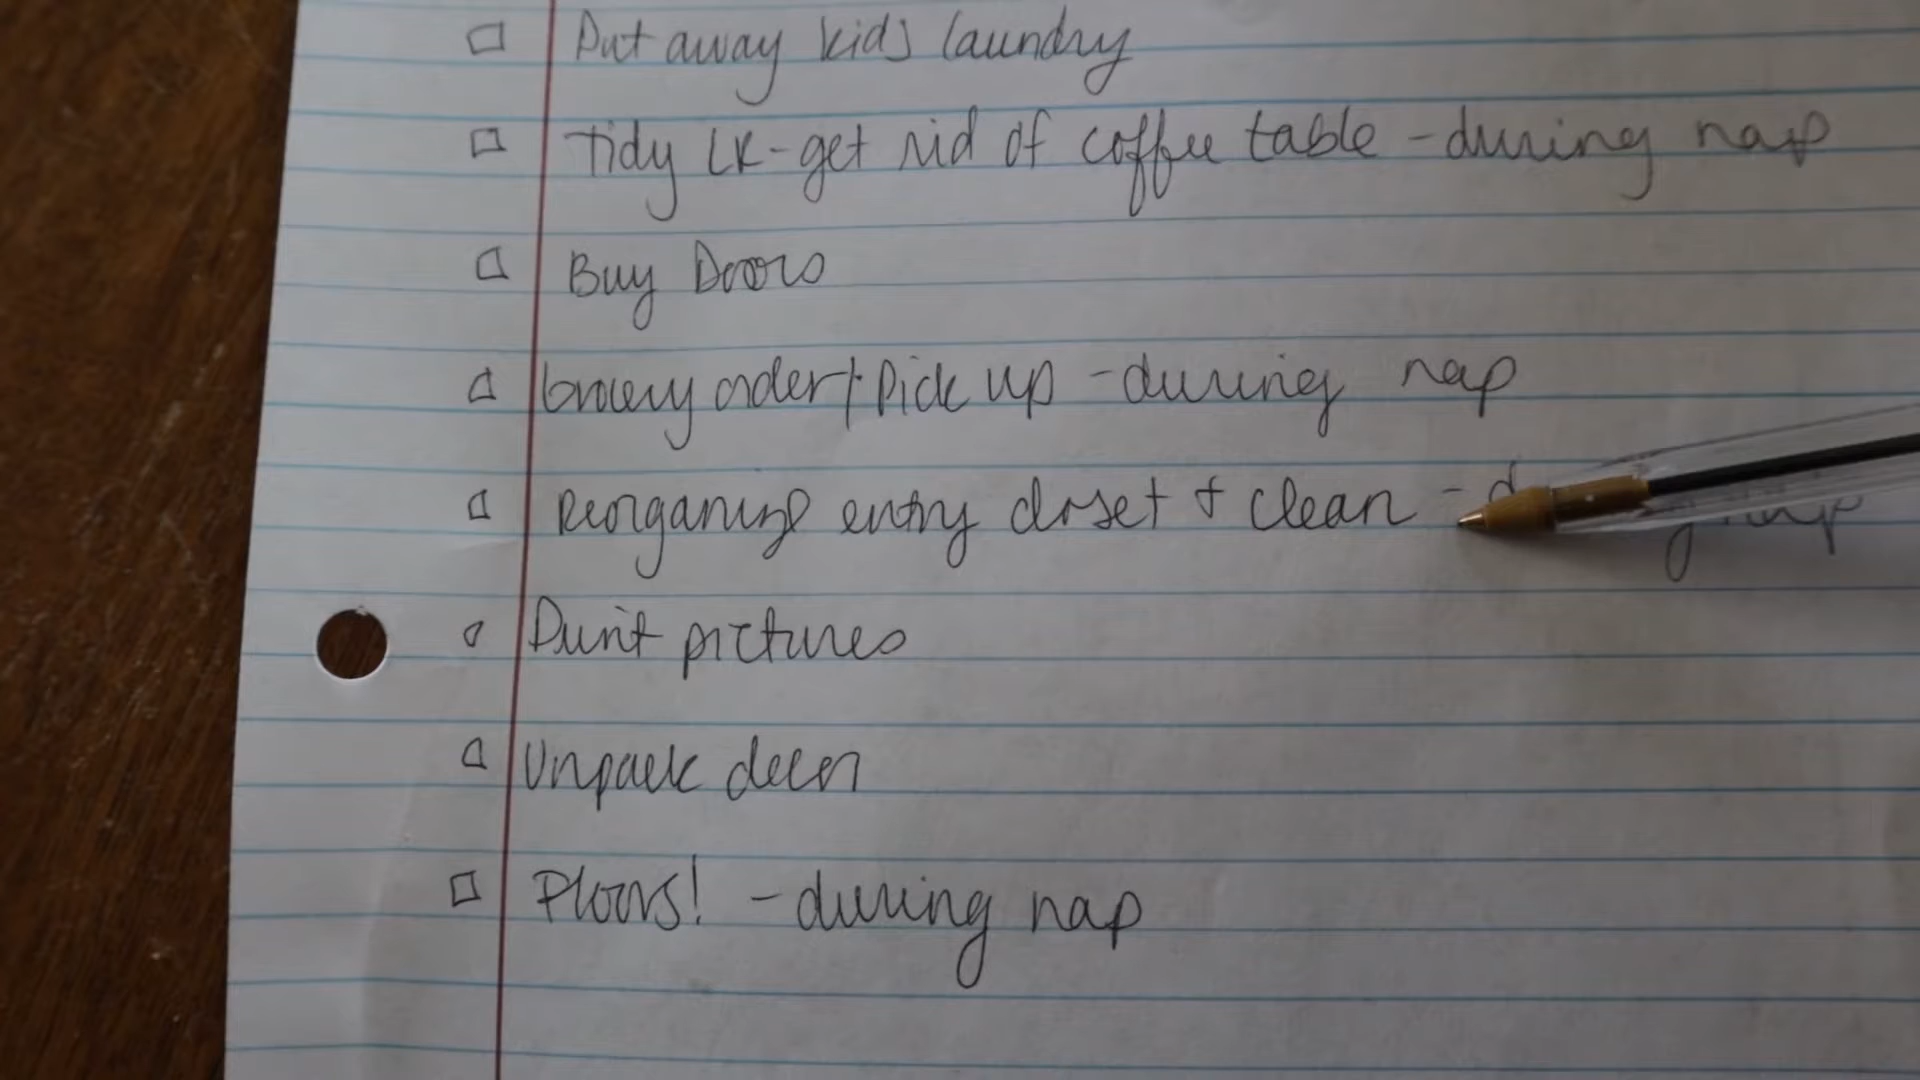 Put away kids laundry
Tidy LR - get rid of coffee table - during nap
Buy Doors
Grocery order + Pick up - during nap
Reorganize entry closet + clean - nap
Print pictures
Unpack decor
Floors! - during nap